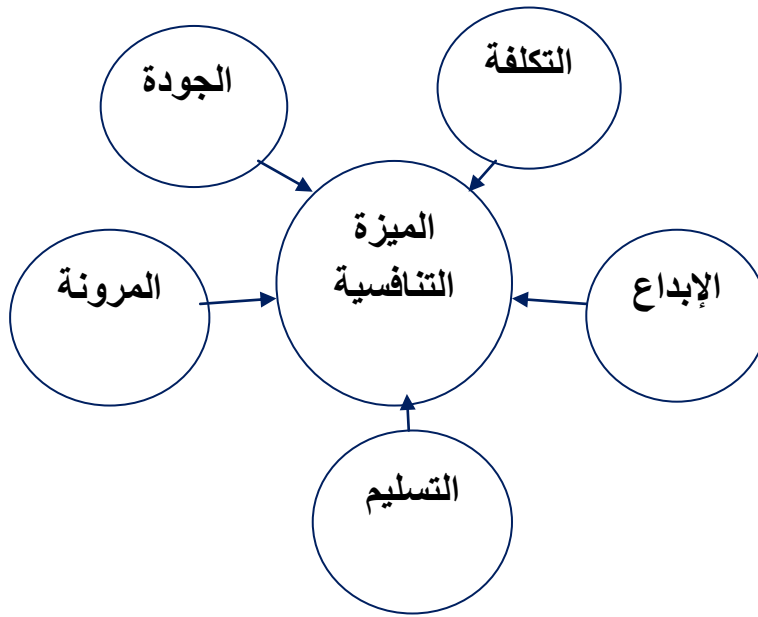 التكلفة
الجودة
الميزة
التنافسية
الإبداع
المرونة
التسليم